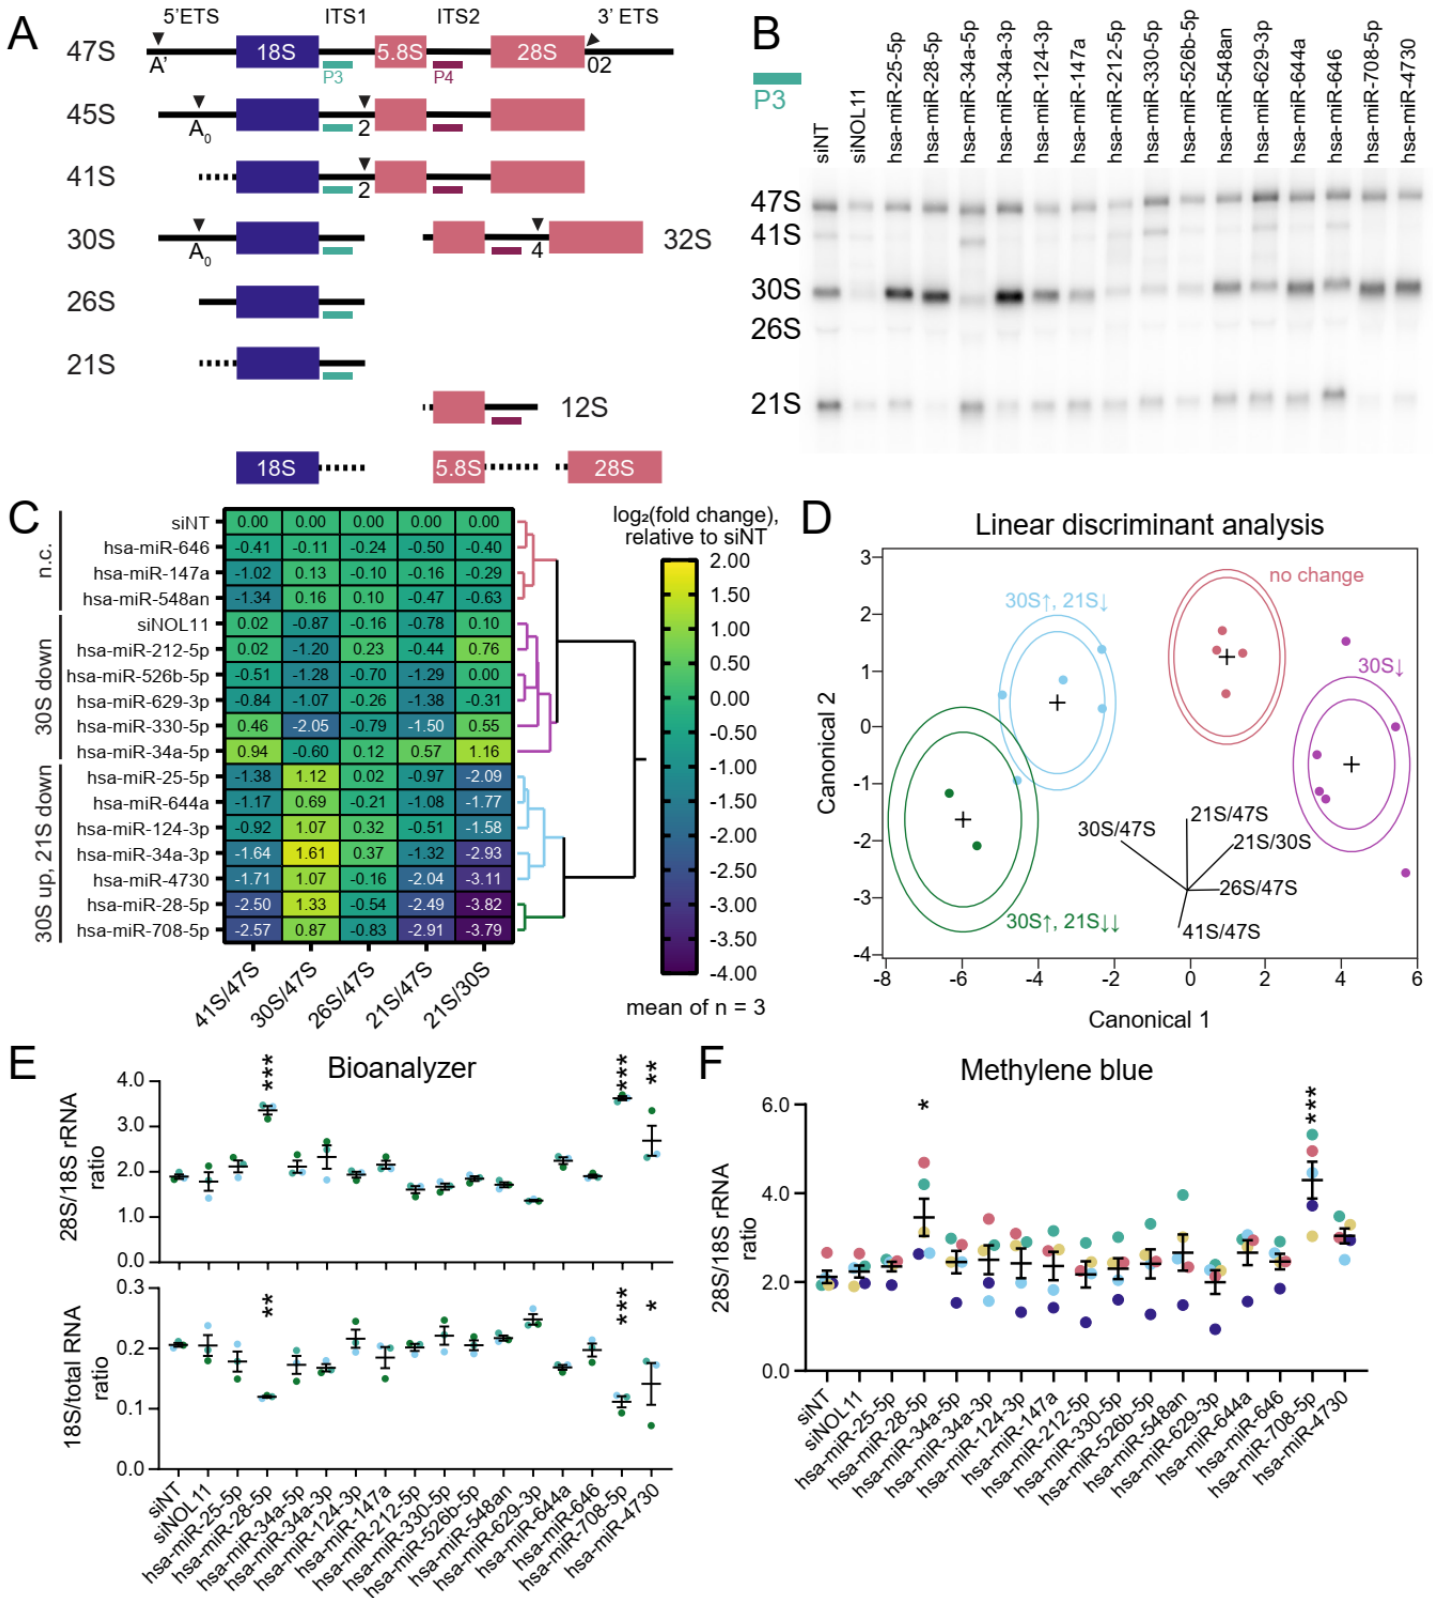 A
5'ETS ITS1 ITS2 3' ETS
47S 18S 5.8S 28S
A' P3 P4 02
45S
A0 2
41S
2
30S 32S
A0 4
26S
21S
12S
18S 5.8S 28S
B
P3
siNT
siNOL11
hsa-miR-25-5p
hsa-miR-28-5p
hsa-miR-34a-5p
hsa-miR-34a-3p
hsa-miR-124-3p
hsa-miR-147a
hsa-miR-212-5p
hsa-miR-330-5p
hsa-miR-526b-5p
hsa-miR-548an
hsa-miR-629-3p
hsa-miR-644a
hsa-miR-646
hsa-miR-708-5p
hsa-miR-4730
47S
41S
30S
26S
21S
C
n.c.
30S down
30S up, 21S down
siNT 0.00 0.00 0.00 0.00 0.00
hsa-miR-646 -0.41 -0.11 -0.24 -0.50 -0.40
hsa-miR-147a -1.02 0.13 -0.10 -0.16 -0.29
hsa-miR-548an -1.34 0.16 0.10 -0.47 -0.63
siNOL11 0.02 -0.87 -0.16 -0.78 0.10
hsa-miR-212-5p 0.02 -1.20 0.23 -0.44 0.76
hsa-miR-526b-5p -0.51 -1.28 -0.70 -1.29 0.00
hsa-miR-629-3p -0.84 -1.07 -0.26 -1.38 -0.31
hsa-miR-330-5p 0.46 -2.05 -0.79 -1.50 0.55
hsa-miR-34a-5p 0.94 -0.60 0.12 0.57 1.16
hsa-miR-25-5p -1.38 1.12 0.02 -0.97 -2.09
hsa-miR-644a -1.17 0.69 -0.21 -1.08 -1.77
hsa-miR-124-3p -0.92 1.07 0.32 -0.51 -1.58
hsa-miR-34a-3p -1.64 1.61 0.37 -1.32 -2.93
hsa-miR-4730 -1.71 1.07 -0.16 -2.04 -3.11
hsa-miR-28-5p -2.50 1.33 -0.54 -2.49 -3.82
hsa-miR-708-5p -2.57 0.87 -0.83 -2.91 -3.79
41S/47S
30S/47S
26S/47S
21S/47S
21S/30S
log₂(fold change),
relative to siNT
2.00
1.50
1.00
0.50
0.00
-0.50
-1.00
-1.50
-2.00
-2.50
-3.00
-3.50
-4.00
mean of n = 3
D
Linear discriminant analysis
Canonical 2
3
2
1
0
-1
-2
-3
-4
30S↑, 21S↓
no change
30S↓
30S↑, 21S↓↓
30S/47S
21S/47S
21S/30S
26S/47S
41S/47S
-8 -6 -4 -2 0 2 4 6
Canonical 1
E
Bioanalyzer
28S/18S rRNA
ratio
4.0
3.0
2.0
1.0
0.0
*** *** **
18S/total RNA
ratio
0.3
0.2
0.1
0.0
** *** *
siNT
siNOL11
hsa-miR-25-5p
hsa-miR-28-5p
hsa-miR-34a-5p
hsa-miR-34a-3p
hsa-miR-124-3p
hsa-miR-147a
hsa-miR-212-5p
hsa-miR-330-5p
hsa-miR-526b-5p
hsa-miR-548an
hsa-miR-629-3p
hsa-miR-644a
hsa-miR-646
hsa-miR-708-5p
hsa-miR-4730
F
Methylene blue
28S/18S rRNA
ratio
6.0
4.0
2.0
0.0
* ***
siNT
siNOL11
hsa-miR-25-5p
hsa-miR-28-5p
hsa-miR-34a-5p
hsa-miR-34a-3p
hsa-miR-124-3p
hsa-miR-147a
hsa-miR-212-5p
hsa-miR-330-5p
hsa-miR-526b-5p
hsa-miR-548an
hsa-miR-629-3p
hsa-miR-644a
hsa-miR-646
hsa-miR-708-5p
hsa-miR-4730